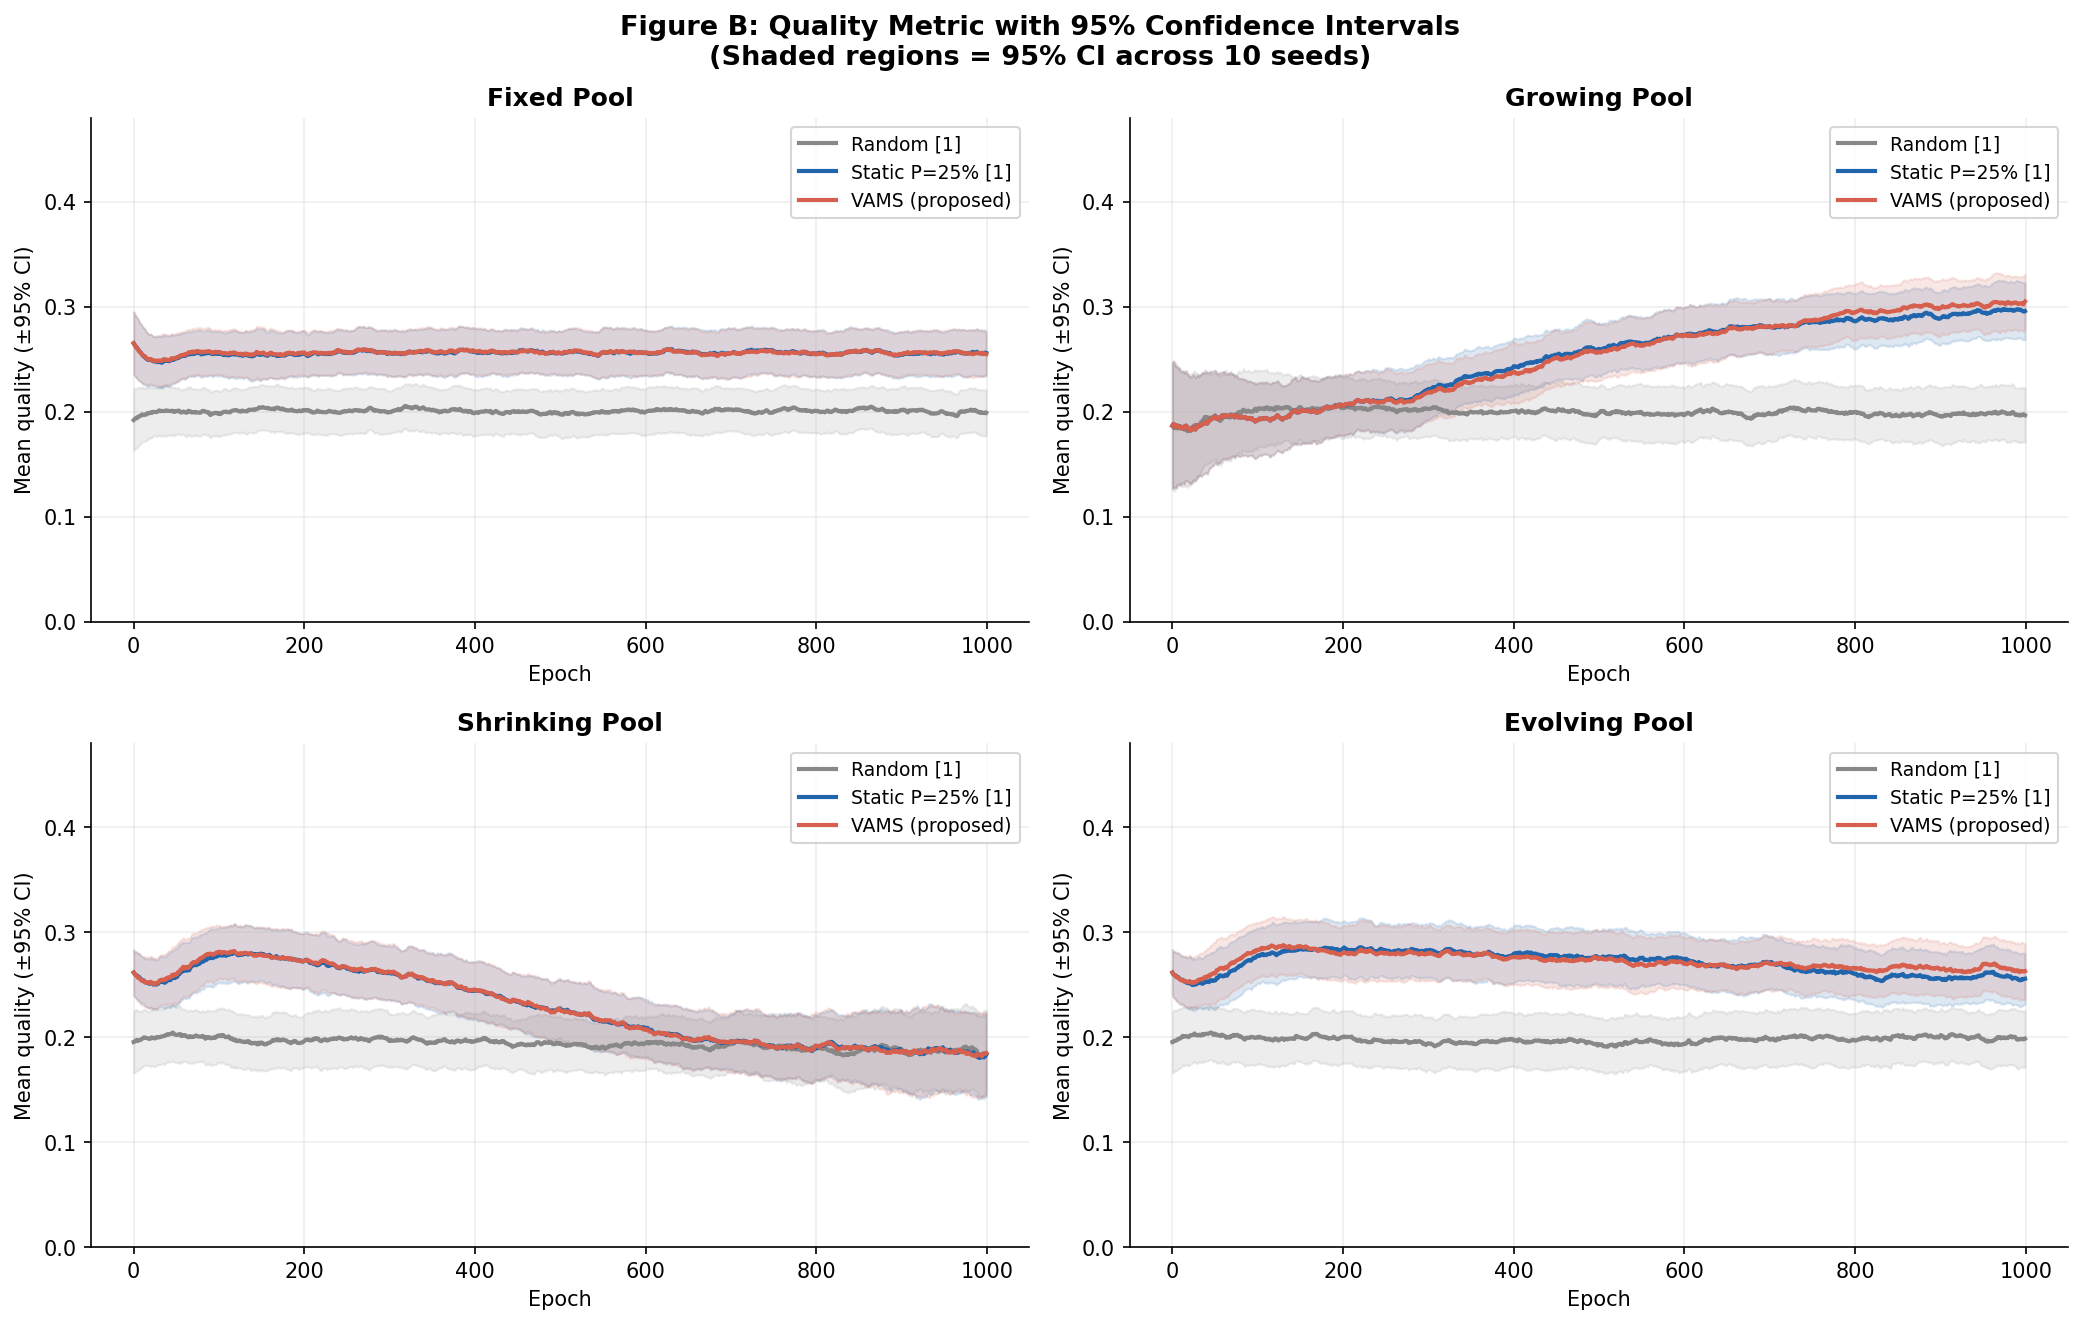 Figure B: Quality Metric with 95% Confidence Intervals
(Shaded regions = 95% CI across 10 seeds)
Fixed Pool
Mean quality (±95% CI)
0.4
0.3
0.2
0.1
0.0
0 200 400 600 800 1000
Epoch
Random [1]
Static P=25% [1]
VAMS (proposed)
Growing Pool
Mean quality (±95% CI)
0.4
0.3
0.2
0.1
0.0
0 200 400 600 800 1000
Epoch
Random [1]
Static P=25% [1]
VAMS (proposed)
Shrinking Pool
Mean quality (±95% CI)
0.4
0.3
0.2
0.1
0.0
0 200 400 600 800 1000
Epoch
Random [1]
Static P=25% [1]
VAMS (proposed)
Evolving Pool
Mean quality (±95% CI)
0.4
0.3
0.2
0.1
0.0
0 200 400 600 800 1000
Epoch
Random [1]
Static P=25% [1]
VAMS (proposed)